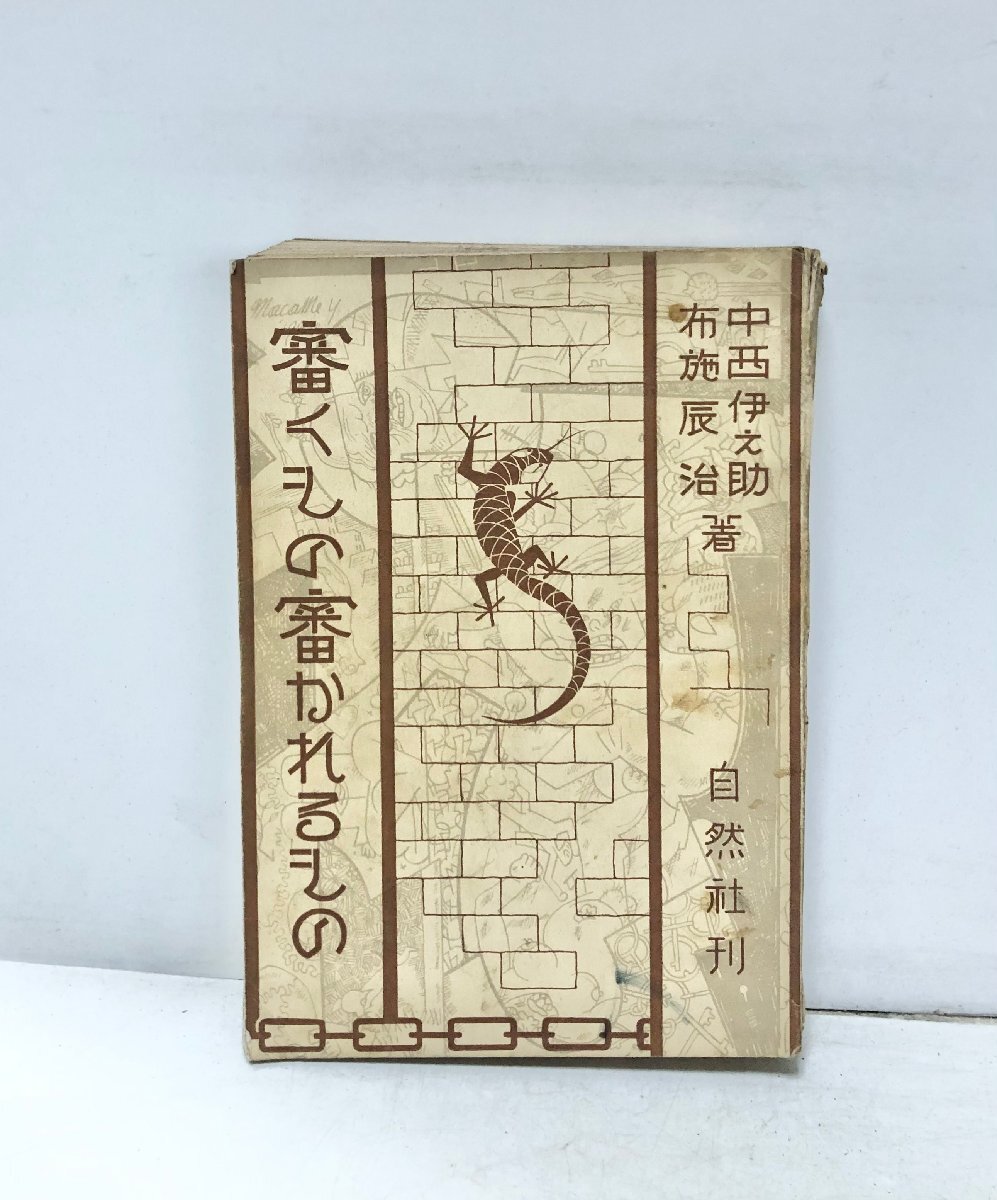 中西伊之助
布施辰治
著
自然社刊
審くもの審かれるもの